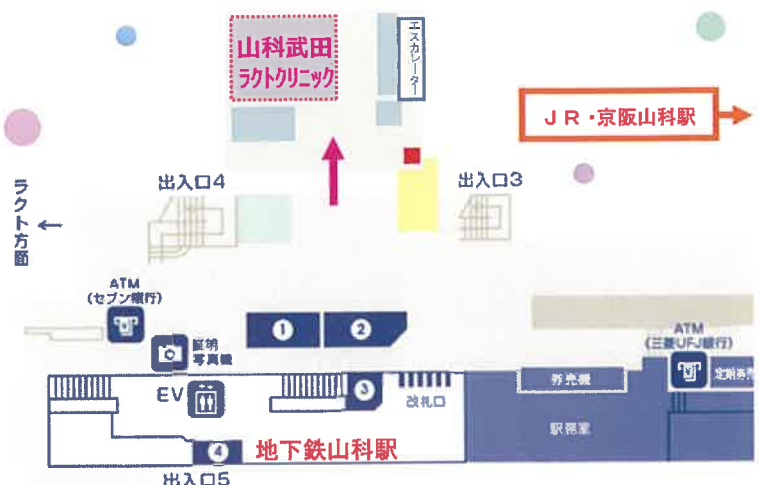 山科武田
ラクトクリニック
エスカレーター
JR・京阪山科駅
出入口4
出入口3
ラクト方面
ATM
(セブン銀行)
ATM
(三菱UFJ銀行)
1
2
証明
写真機
EV
3
改札口
券売機
定期券売
駅務室
4
地下鉄山科駅
出入口5